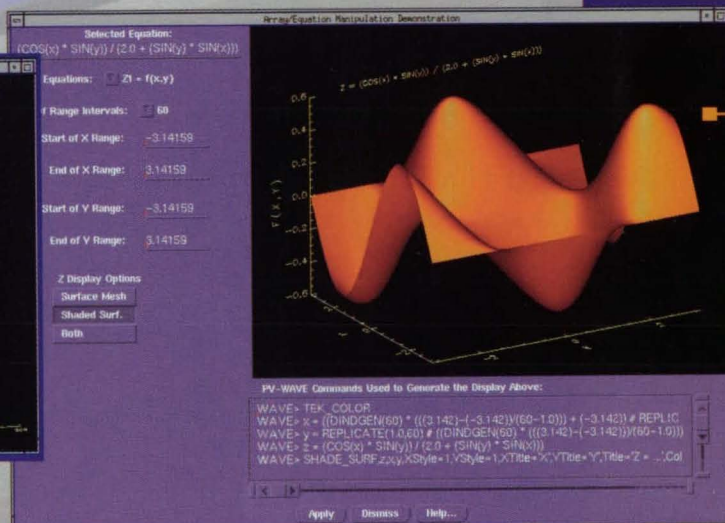 Array/Equation Manipulation Demonstration
Selected Equation:
(COS(x) * SIN(y)) / (2.0 + (SIN(y) * SIN(x)))
Equations: Z1 = f(x,y)
f Range Intervals: 60
Start of X Range: -3.14159
End of X Range: 3.14159
Start of Y Range: -3.14159
End of Y Range: 3.14159
Z Display Options
Surface Mesh
Shaded Surf.
Both
Z = (COS(x) * SIN(y)) / (2.0 + (SIN(y) * SIN(x)))
0.6
0.4
0.2
0.0
-0.2
-0.4
-0.6
F(X,Y)
PV-WAVE Commands Used to Generate the Display Above:
WAVE> TEK_COLOR
WAVE> x = ((DINDGEN(60) * (((3.142)-(-3.142))/(60-1.0))) + (-3.142)) # REPLIC
WAVE> y = REPLICATE(1.0,60) # ((DINDGEN(60) * (((3.142)-(-3.142))/(60-1.0)))
WAVE> z = (COS(x) * SIN(y)) / (2.0 + (SIN(y) * SIN(x)))
WAVE> SHADE_SURF,z,x,y,XStyle=1,YStyle=1,XTitle='X',YTitle='Y',Title='Z = ...',Col
Apply Dismiss Help...